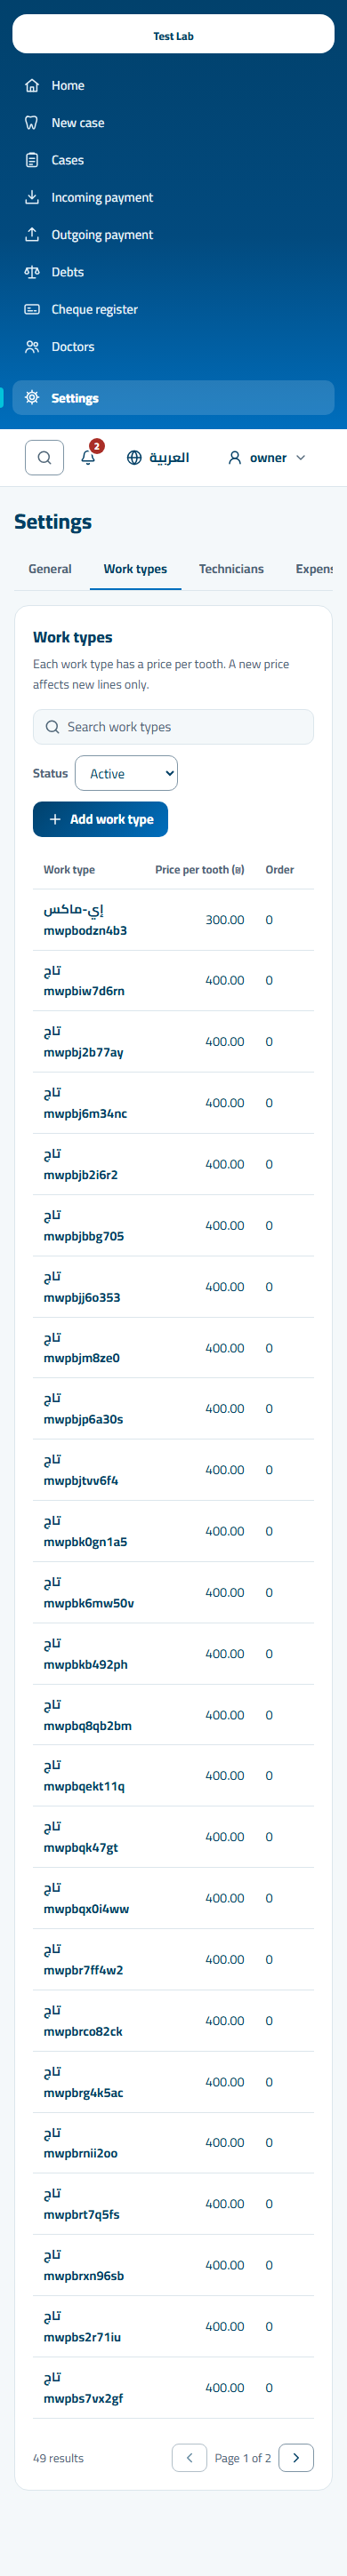 Test Lab
Home
New case
Cases
Incoming payment
Outgoing payment
Debts
Cheque register
Doctors
Settings
2
العربية
owner
Settings
General Work types Technicians Expens
Work types
Each work type has a price per tooth. A new price
affects new lines only.
Search work types
Status Active
Add work type
Work type Price per tooth (₪) Order
إي-ماكس
mwpbodzn4b3 300.00 0
تاج
mwpbiw7d6rn 400.00 0
تاج
mwpbj2b77ay 400.00 0
تاج
mwpbj6m34nc 400.00 0
تاج
mwpbjb2i6r2 400.00 0
تاج
mwpbjbbg705 400.00 0
تاج
mwpbjj6o353 400.00 0
تاج
mwpbjm8ze0 400.00 0
تاج
mwpbjp6a30s 400.00 0
تاج
mwpbjtvv6f4 400.00 0
تاج
mwpbk0gn1a5 400.00 0
تاج
mwpbk6mw50v 400.00 0
تاج
mwpbkb492ph 400.00 0
تاج
mwpbq8qb2bm 400.00 0
تاج
mwpbqekt11q 400.00 0
تاج
mwpbqk47gt 400.00 0
تاج
mwpbqx0i4ww 400.00 0
تاج
mwpbr7ff4w2 400.00 0
تاج
mwpbrco82ck 400.00 0
تاج
mwpbrg4k5ac 400.00 0
تاج
mwpbrnii2oo 400.00 0
تاج
mwpbrt7q5fs 400.00 0
تاج
mwpbrxn96sb 400.00 0
تاج
mwpbs2r71iu 400.00 0
تاج
mwpbs7vx2gf 400.00 0
49 results Page 1 of 2